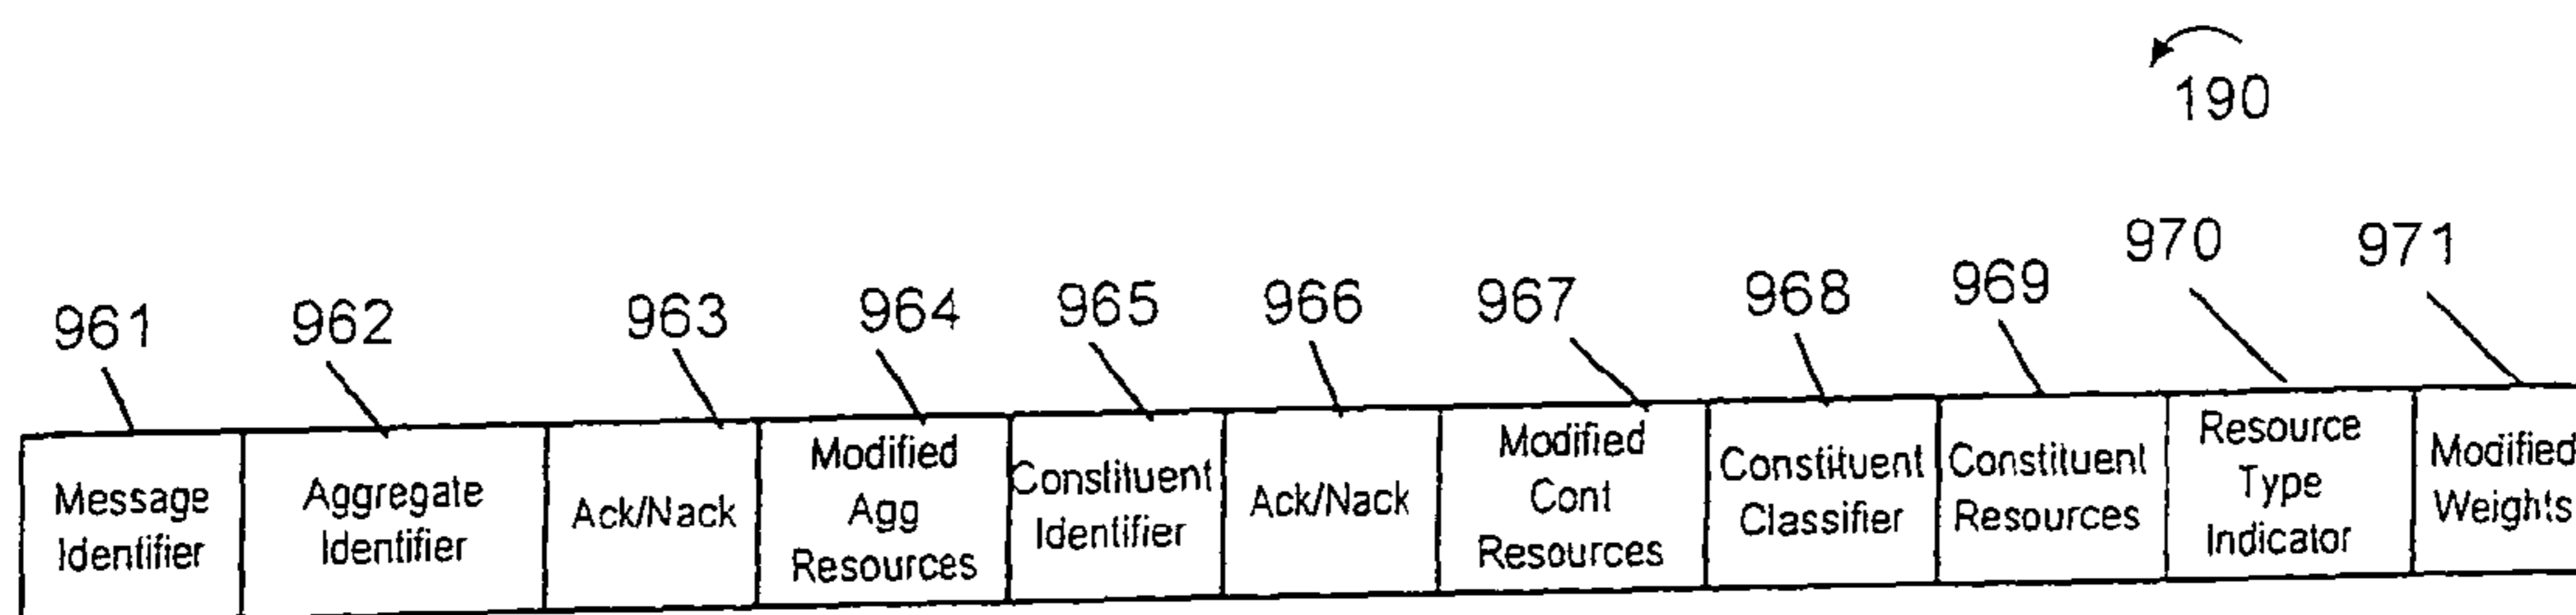 190
961
962
963
964
965
966
967
968
969
970
971
Message
Identifier
Aggregate
Identifier
Ack/Nack
Modified
Agg
Resources
Constituent
Identifier
Ack/Nack
Modified
Cont
Resources
Constituent
Classifier
Constituent
Resources
Resource
Type
Indicator
Modified
Weights